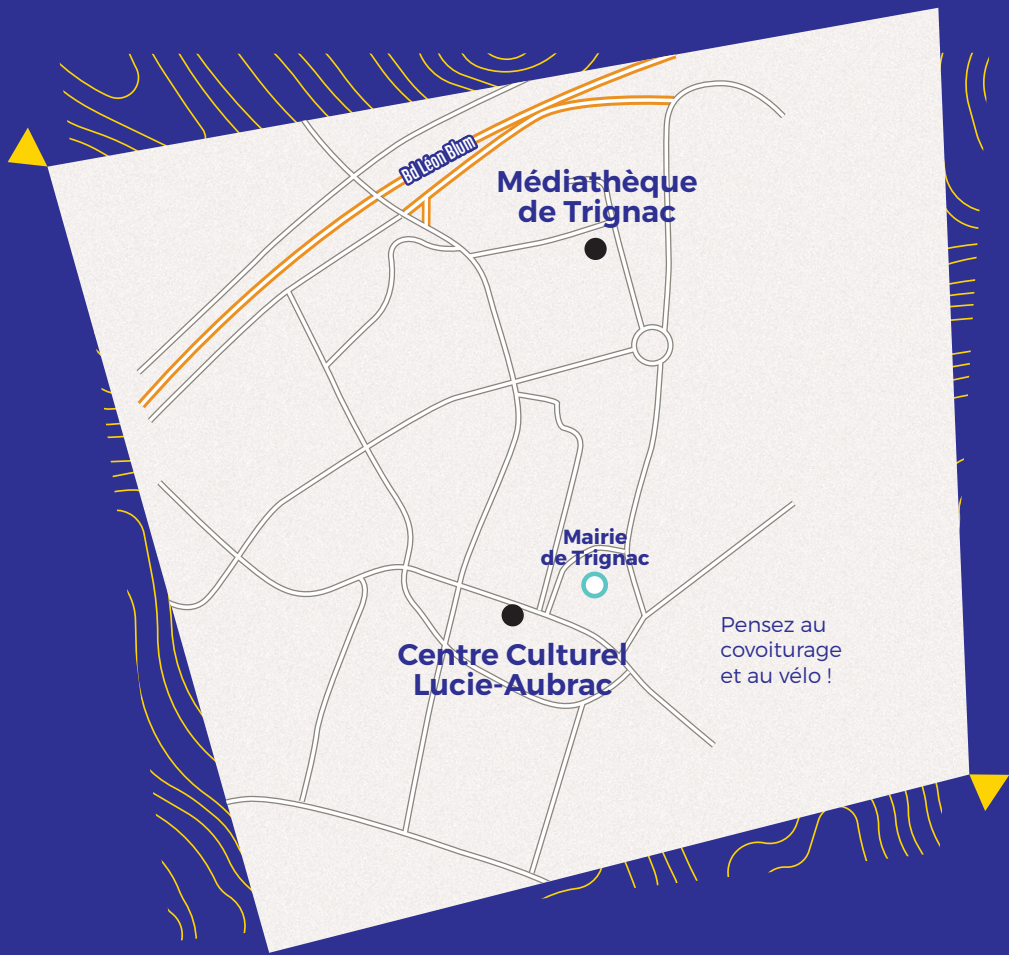 Bd Léon Blum
Médiathèque
de Trignac
Mairie
de Trignac
Centre Culturel
Lucie-Aubrac
Pensez au
covoiturage
et au vélo !